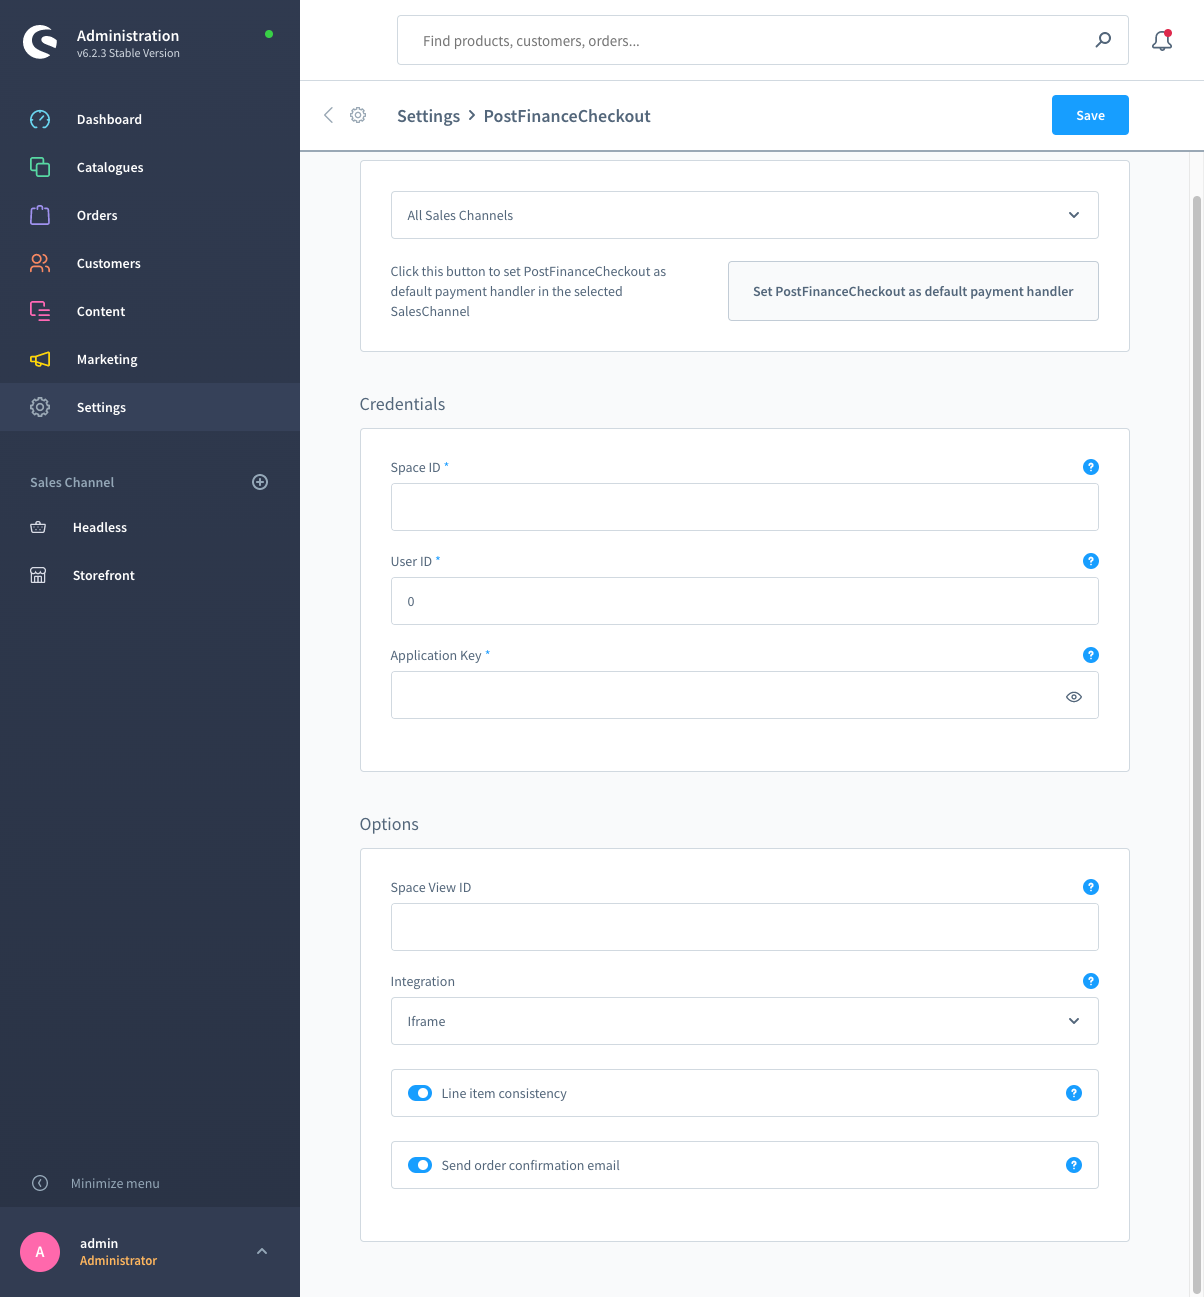 Administration
v6.2.3 Stable Version
Dashboard
Catalogues
Orders
Customers
Content
Marketing
Settings
Sales Channel
Headless
Storefront
Minimize menu
A
admin
Administrator
Find products, customers, orders...
Settings > PostFinanceCheckout
Save
All Sales Channels
Click this button to set PostFinanceCheckout as
default payment handler in the selected
SalesChannel
Set PostFinanceCheckout as default payment handler
Credentials
Space ID *
?
User ID *
?
0
Application Key *
?
Options
Space View ID
?
Integration
?
Iframe
Line item consistency
?
Send order confirmation email
?